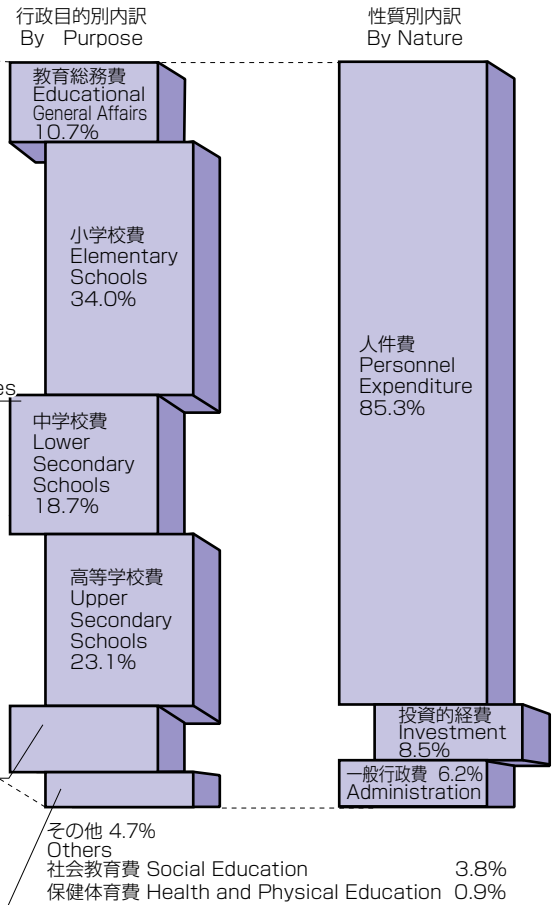 行政目的別内訳
By Purpose
教育総務費
Educational
General Affairs
10.7%
小学校費
Elementary
Schools
34.0%
中学校費
Lower
Secondary
Schools
18.7%
高等学校費
Upper
Secondary
Schools
23.1%
その他 4.7%
Others
社会教育費 Social Education 3.8%
保健体育費 Health and Physical Education 0.9%
性質別内訳
By Nature
人件費
Personnel
Expenditure
85.3%
投資的経費
Investment
8.5%
一般行政費 6.2%
Administration